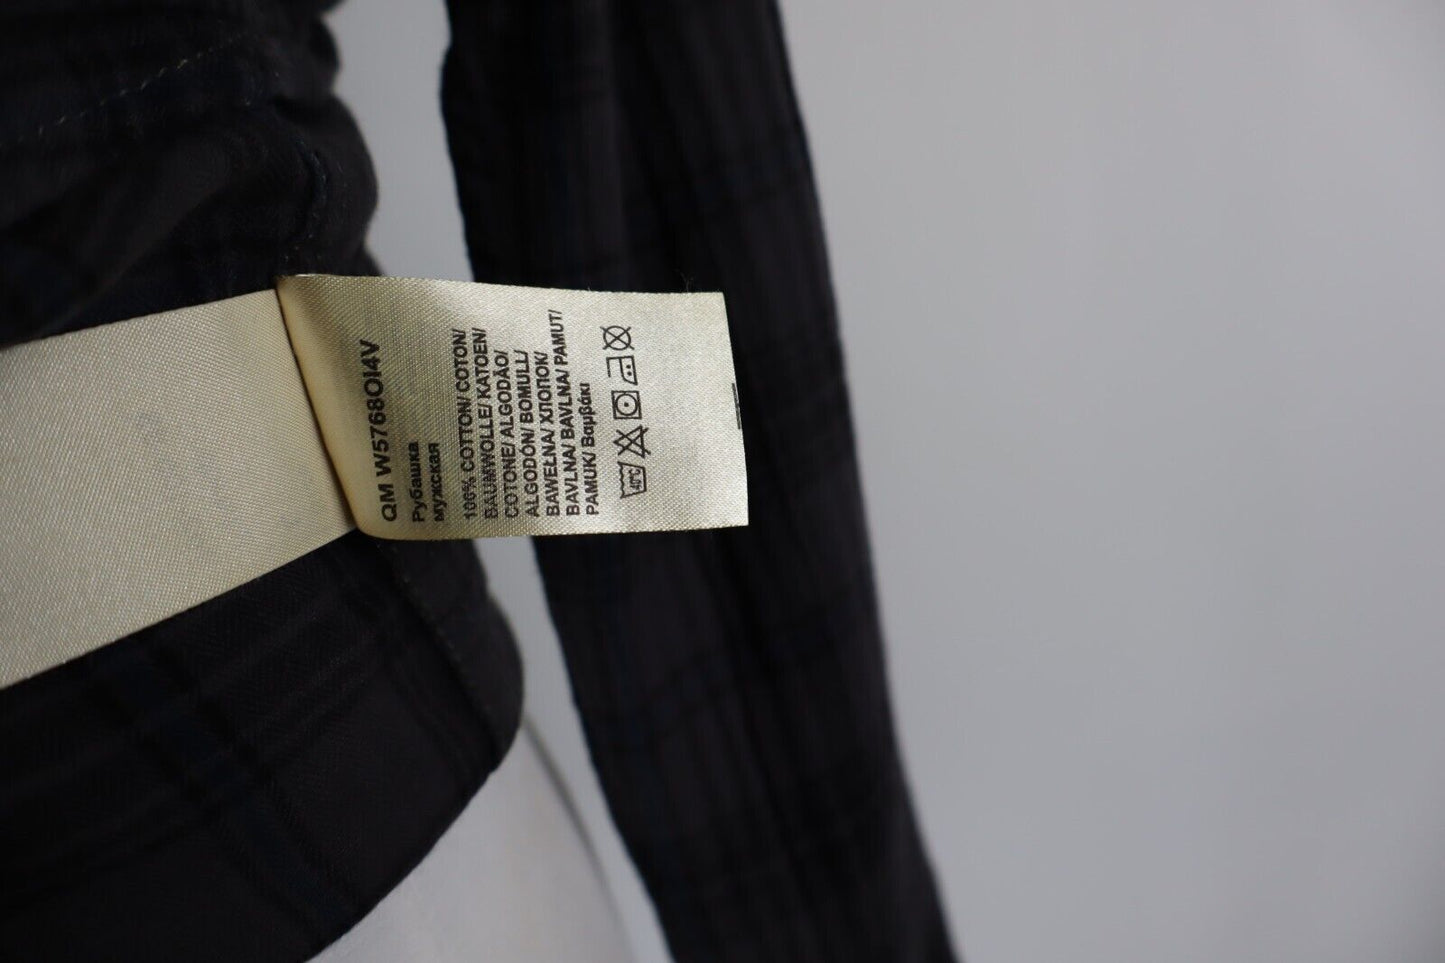 QM W5768OI4V
Рубашка
мужская
100% COTTON/ COTON/
BAUMWOLLE/ KATOEN/
COTONE/ ALGODÃO/
ALGODÓN/ BOMULL/
BAWEŁNA/ ХЛОПОК/
BAVLNA/ BAVLNA/ PAMUT/
PAMUK/ Βαμβάκι
40°C